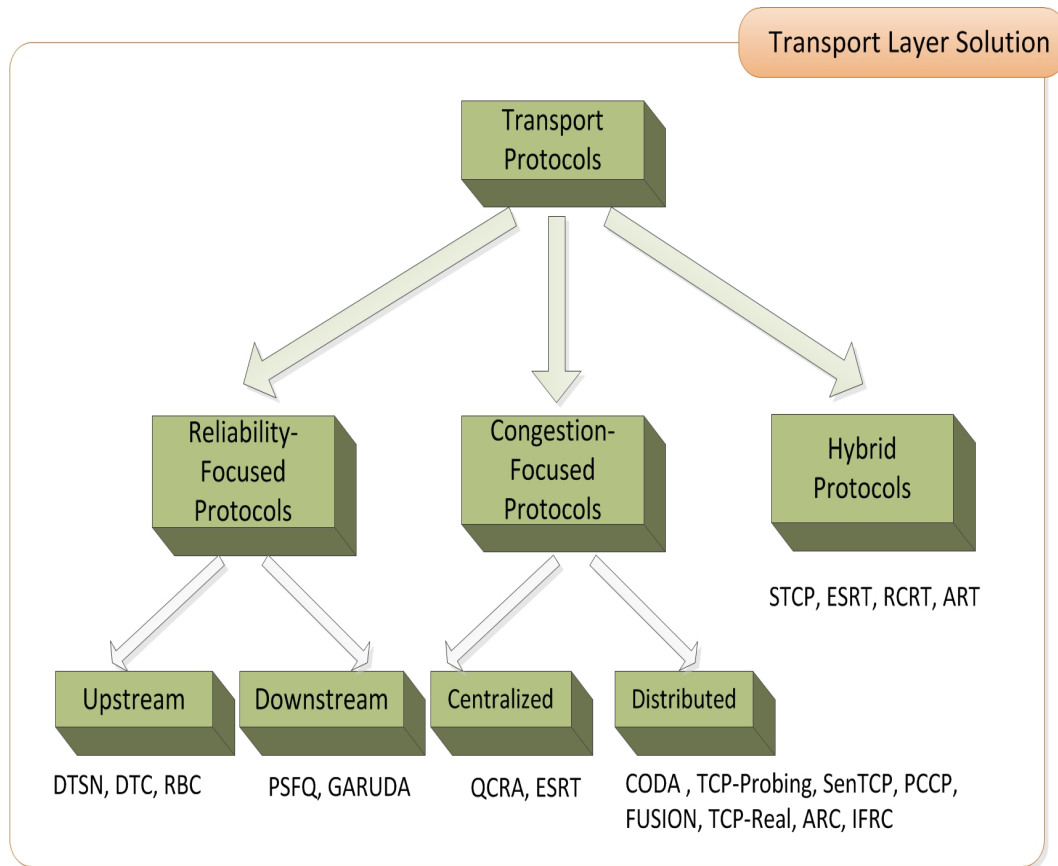 Transport Layer Solution
Transport
Protocols
Reliability-
Focused
Protocols
Congestion-
Focused
Protocols
Hybrid
Protocols
STCP, ESRT, RCRT, ART
Upstream
Downstream
Centralized
Distributed
DTSN, DTC, RBC
PSFQ, GARUDA
QCRA, ESRT
CODA , TCP-Probing, SenTCP, PCCP,
FUSION, TCP-Real, ARC, IFRC